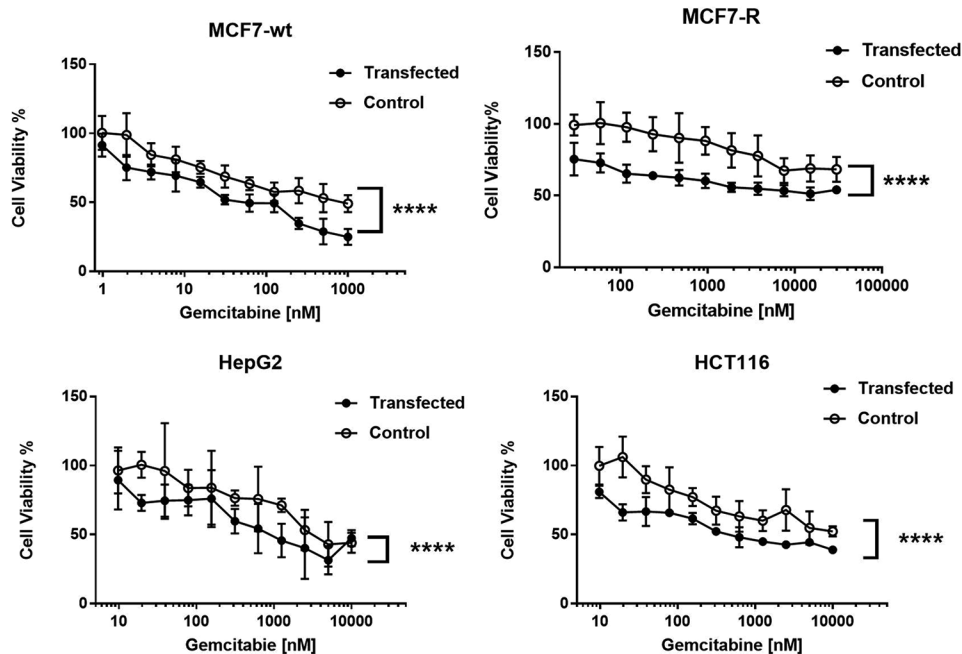 MCF7-wt
150
100
50
0
Cell Viability %
Transfected
Control
****
1 10 100 1000
Gemcitabine [nM]
MCF7-R
150
100
50
0
Cell Viability%
Transfected
Control
****
100 1000 10000 100000
Gemcitabine [nM]
HepG2
150
100
50
0
Cell Viability %
Transfected
Control
****
10 100 1000 10000
Gemcitabie [nM]
HCT116
150
100
50
0
Cell Viability %
Transfected
Control
****
10 100 1000 10000
Gemcitabine [nM]